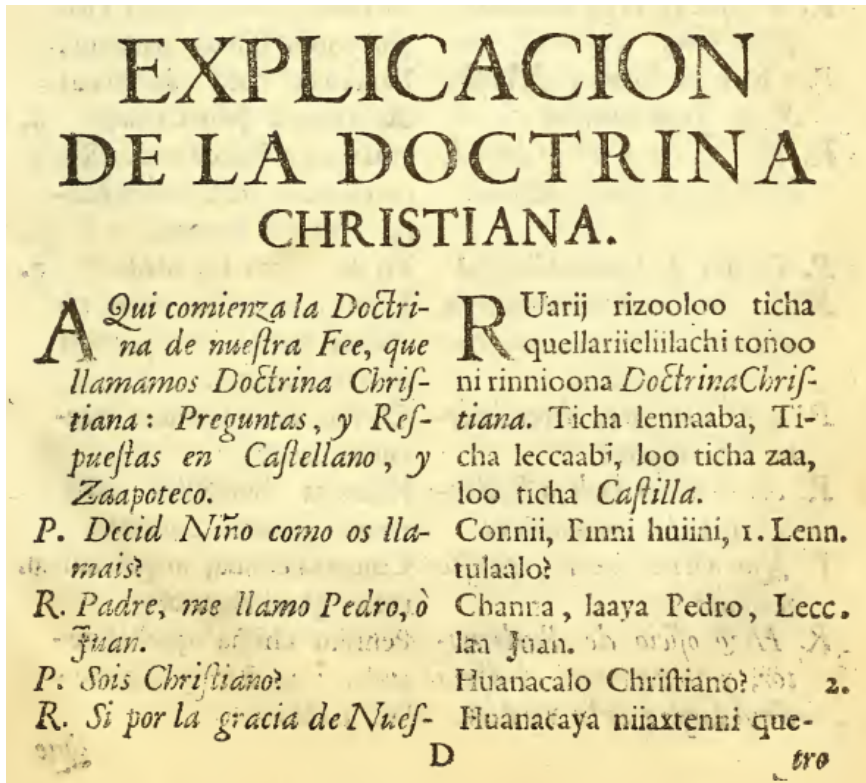 EXPLICACION
DE LA DOCTRINA
CHRISTIANA.
AQui comienza la Doctri-
na de nueſtra Fee, que
llamamos Doctrina Chriſ-
tiana: Preguntas, y Reſ-
pueſtas en Caſtellano, y
Zaapoteco.
P. Decid Niño como os lla-
mais?
R. Padre, me llamo Pedro, ò
Juan.
P. Sois Chriſtiano?
R. Si por la gracia de Nueſ-
RUarij rizooloo ticha
quellariichilachi tonoo
ni rinnioona Doctrina Chriſ-
tiana. Ticha lennaaba, Ti-
cha leccaabi, loo ticha zaa,
loo ticha Caſtilla.
Connii, Pinni huiini, 1. Lenn.
tulaalo?
Channa, laaya Pedro, Lecc.
laa Juan.
Huanacalo Chriſtiano? 2.
Huanacaya niiaxtenni que-
D
tro